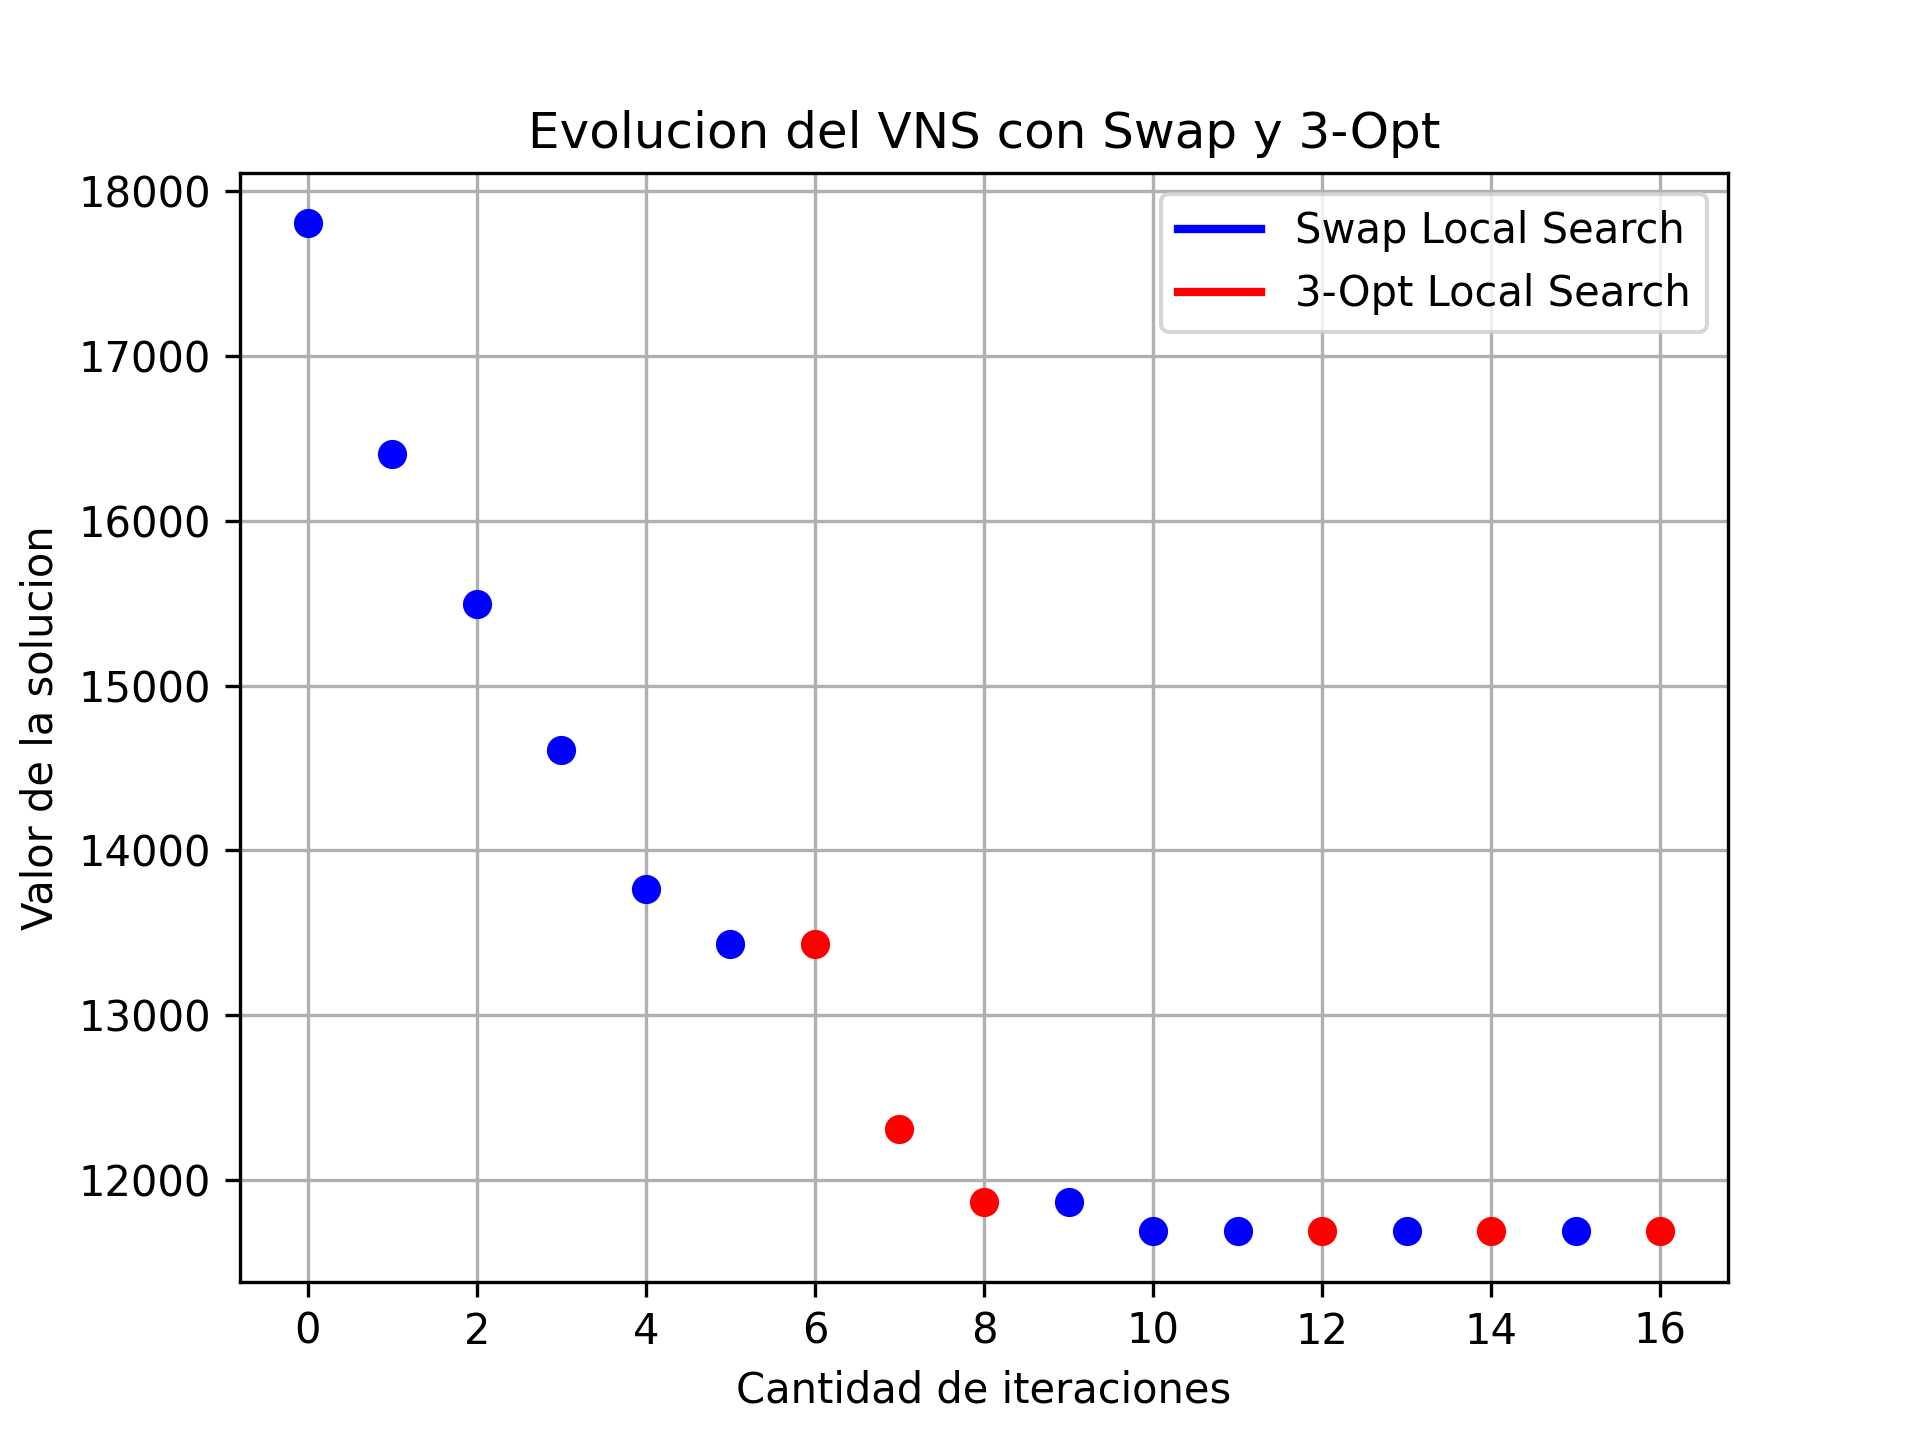 Evolucion del VNS con Swap y 3-Opt
Swap Local Search
3-Opt Local Search
Valor de la solucion
18000
17000
16000
15000
14000
13000
12000
0 2 4 6 8 10 12 14 16
Cantidad de iteraciones